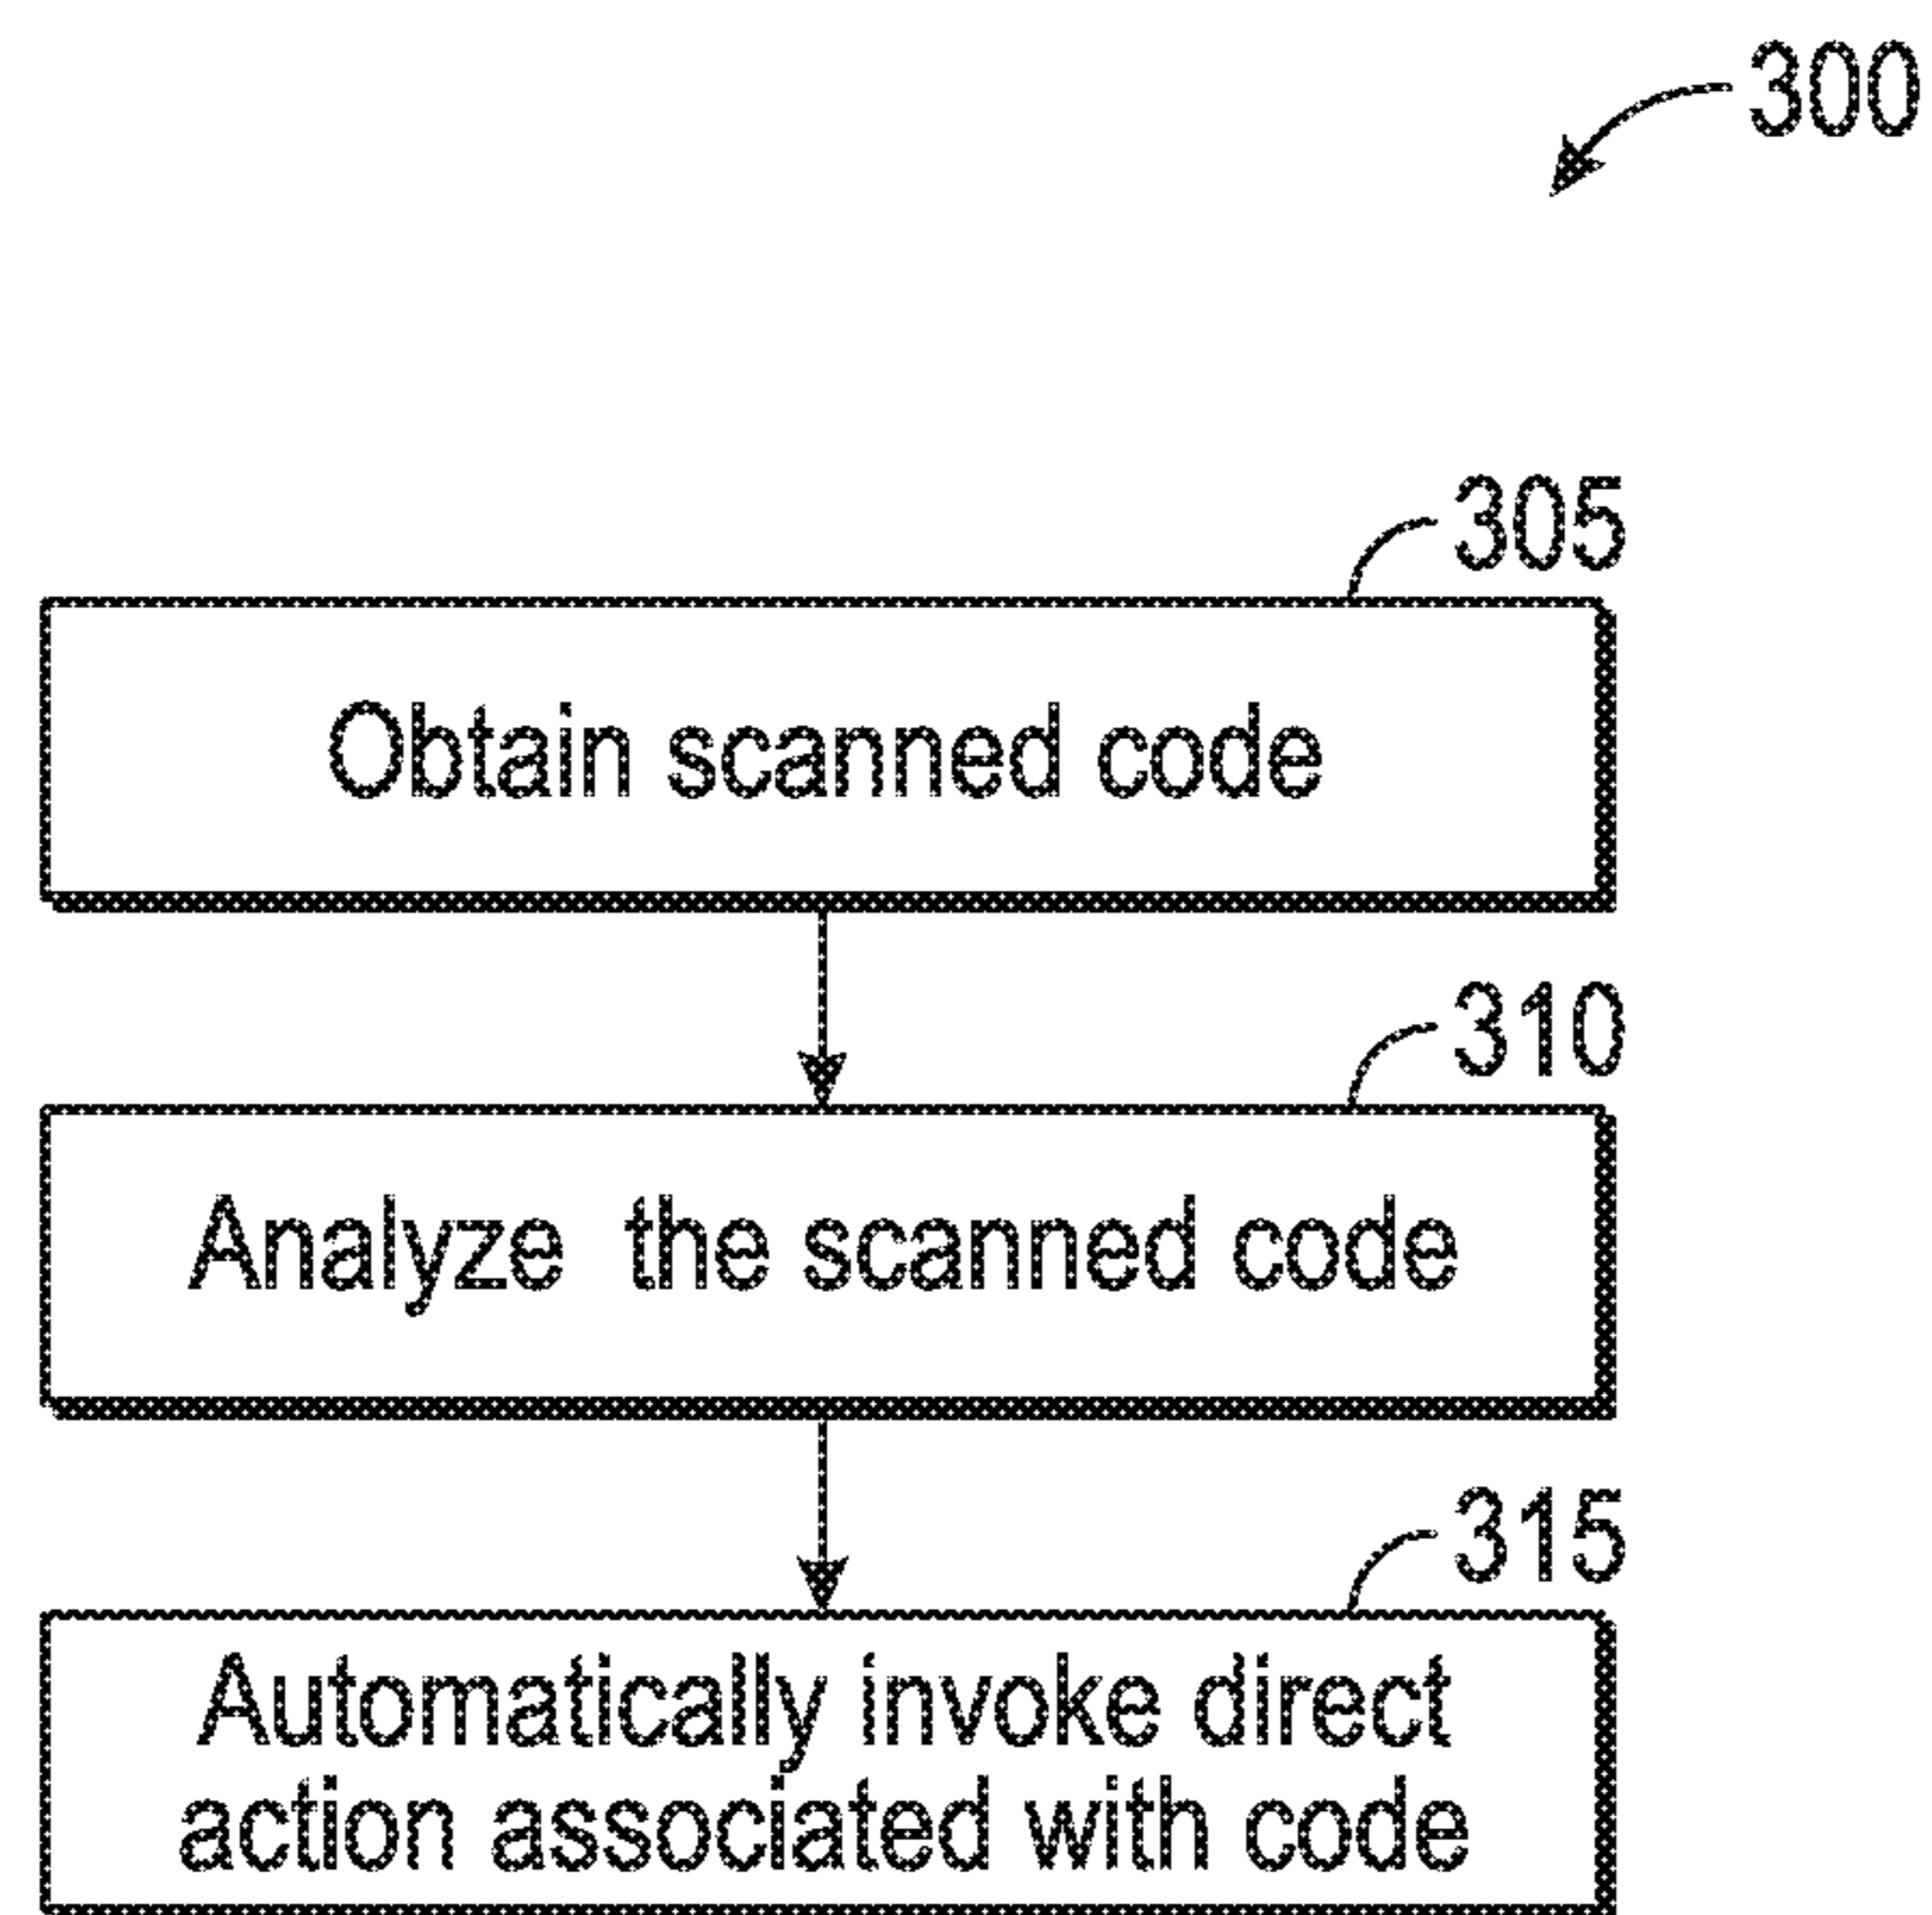 300
305
Obtain scanned code
310
Analyze the scanned code
315
Automatically invoke direct
action associated with code